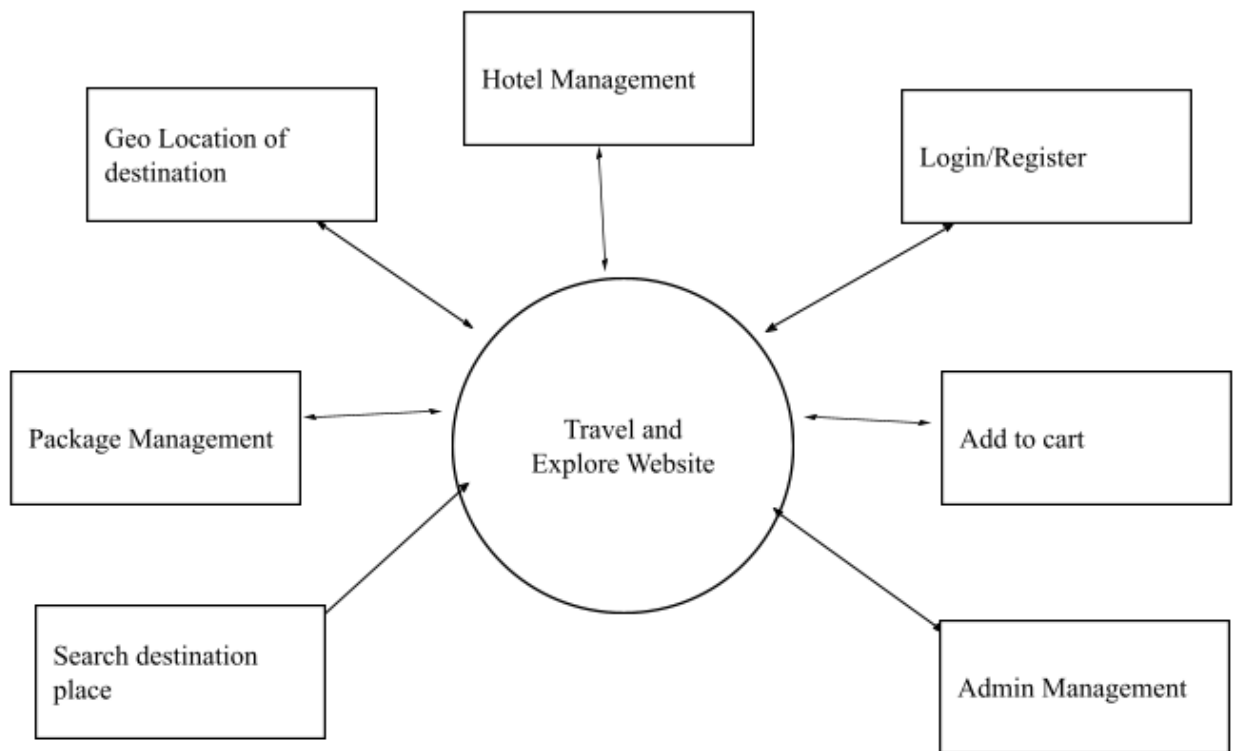 Hotel Management
Geo Location of
destination
Login/Register
Package Management
Travel and
Explore Website
Add to cart
Search destination
place
Admin Management